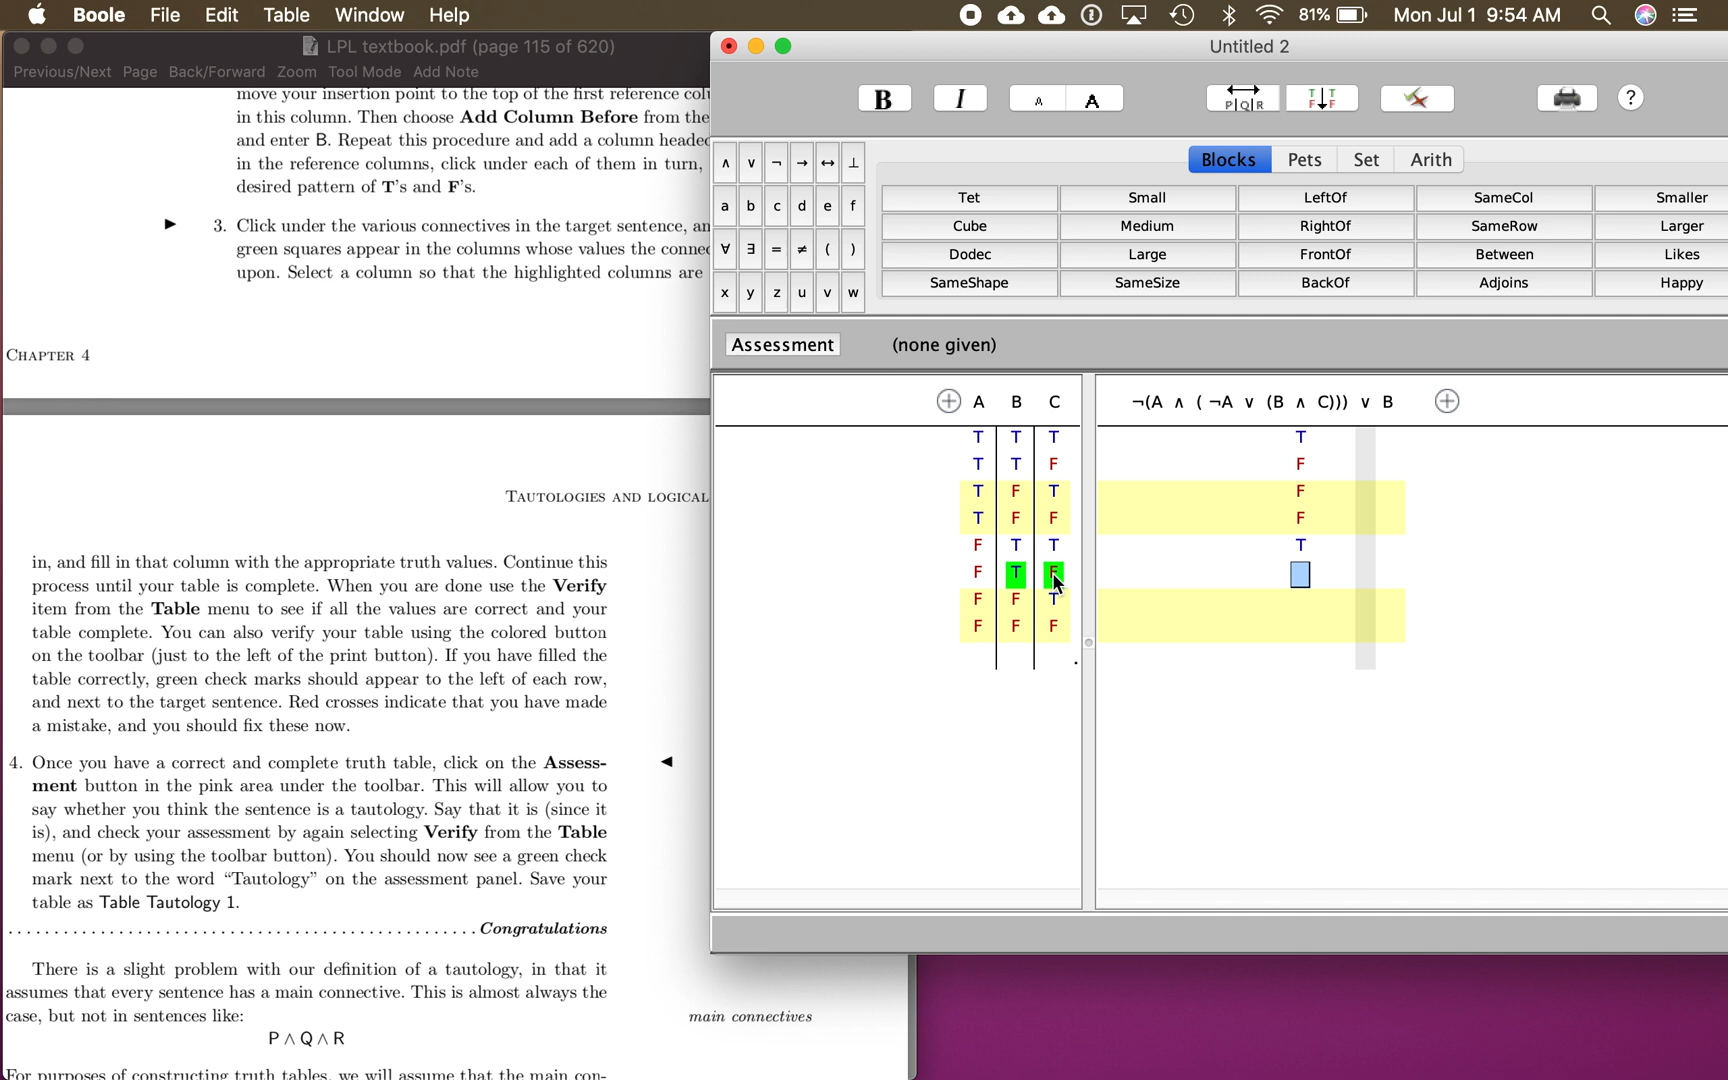 Boole File Edit Table Window Help 81% Mon Jul 1 9:54 AM
LPL textbook.pdf (page 115 of 620)
Previous/Next Page Back/Forward Zoom Tool Mode Add Note
move your insertion point to the top of the first reference colu
in this column. Then choose Add Column Before from the
and enter B. Repeat this procedure and add a column headed
in the reference columns, click under each of them in turn,
desired pattern of T's and F's.
3. Click under the various connectives in the target sentence, an
green squares appear in the columns whose values the connec
upon. Select a column so that the highlighted columns are
CHAPTER 4
TAUTOLOGIES AND LOGICAL
in, and fill in that column with the appropriate truth values. Continue this
process until your table is complete. When you are done use the Verify
item from the Table menu to see if all the values are correct and your
table complete. You can also verify your table using the colored button
on the toolbar (just to the left of the print button). If you have filled the
table correctly, green check marks should appear to the left of each row,
and next to the target sentence. Red crosses indicate that you have made
a mistake, and you should fix these now.
4. Once you have a correct and complete truth table, click on the Assess-
ment button in the pink area under the toolbar. This will allow you to
say whether you think the sentence is a tautology. Say that it is (since it
is), and check your assessment by again selecting Verify from the Table
menu (or by using the toolbar button). You should now see a green check
mark next to the word “Tautology” on the assessment panel. Save your
table as Table Tautology 1.
Congratulations
There is a slight problem with our definition of a tautology, in that it
assumes that every sentence has a main connective. This is almost always the
case, but not in sentences like:
main connectives
P ∧ Q ∧ R
For purposes of constructing truth tables, we will assume that the main con-
Untitled 2
B I A A P|Q|R T T F F ?
∧ ∨ ¬ → ↔ ⊥
a b c d e f
∀ ∃ = ≠ ( )
x y z u v w
Blocks Pets Set Arith
Tet Small LeftOf SameCol Smaller
Cube Medium RightOf SameRow Larger
Dodec Large FrontOf Between Likes
SameShape SameSize BackOf Adjoins Happy
Assessment (none given)
A B C ¬(A ∧ ( ¬A ∨ (B ∧ C))) ∨ B
T T T T
T T F F
T F T F
T F F F
F T T T
F T F
F F T
F F F